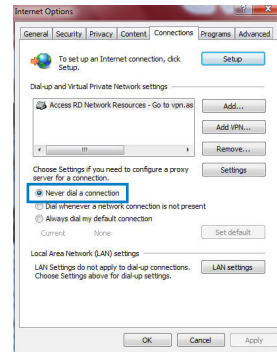 Internet Options
General Security Privacy Content Connections Programs Advanced
To set up an Internet connection, click Setup
Setup.
Dial-up and Virtual Private Network settings
Access RD Network Resources - Go to vpn.as
Add...
Add VPN...
Remove...
Choose Settings if you need to configure a proxy
server for a connection.
Settings
Never dial a connection
Dial whenever a network connection is not present
Always dial my default connection
Current None Set default
Local Area Network (LAN) settings
LAN Settings do not apply to dial-up connections.
Choose Settings above for dial-up settings.
LAN settings
OK Cancel Apply